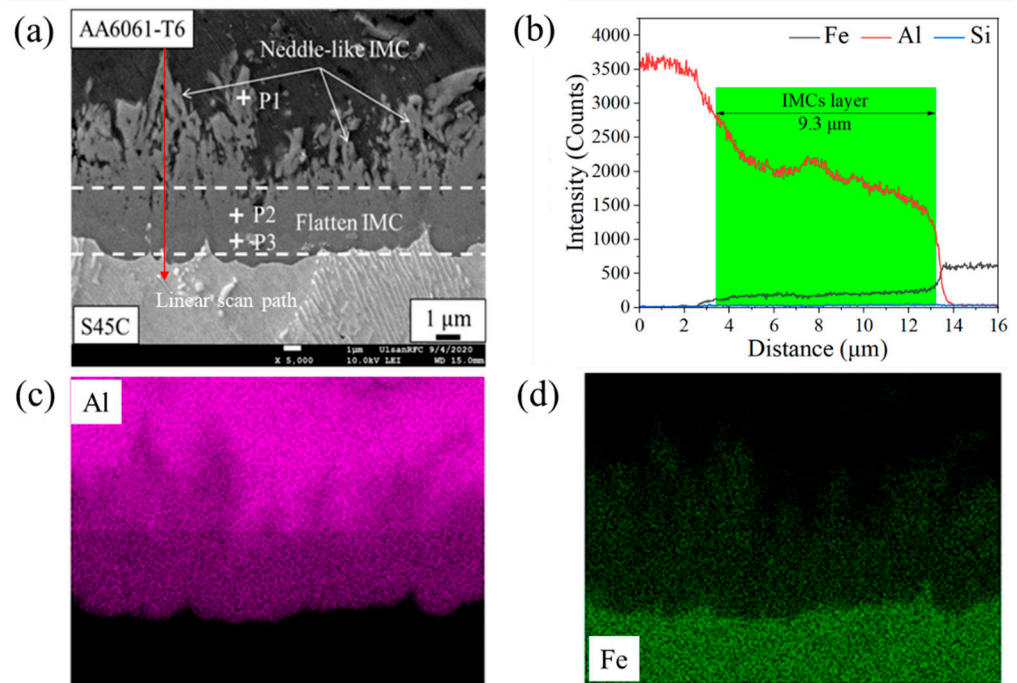 (a)
AA6061-T6
Neddle-like IMC
P1
P2
Flatten IMC
P3
Linear scan path
S45C
1 μm
1μm UlsanRFC 9/4/2020
X 5,000 10.0kV LEI WD 15.0mm
(b)
Fe Al Si
IMCs layer
9.3 μm
Intensity (Counts)
4000
3500
3000
2500
2000
1500
1000
500
0
0 2 4 6 8 10 12 14 16
Distance (μm)
(c)
Al
(d)
Fe